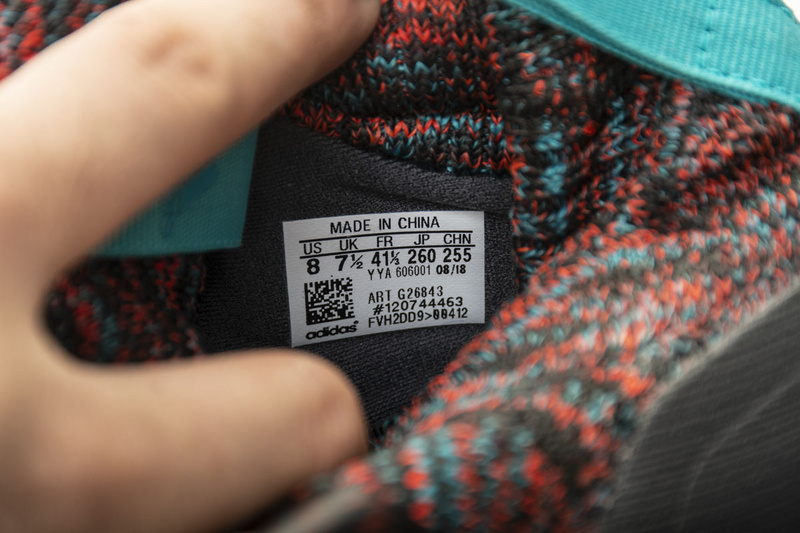 MADE IN CHINA
US UK FR JP CHN
8 7½ 41⅓ 260 255
YYA 606001 08/18
ART G26843
#120744463
FVH2DD9>00412
adidas®